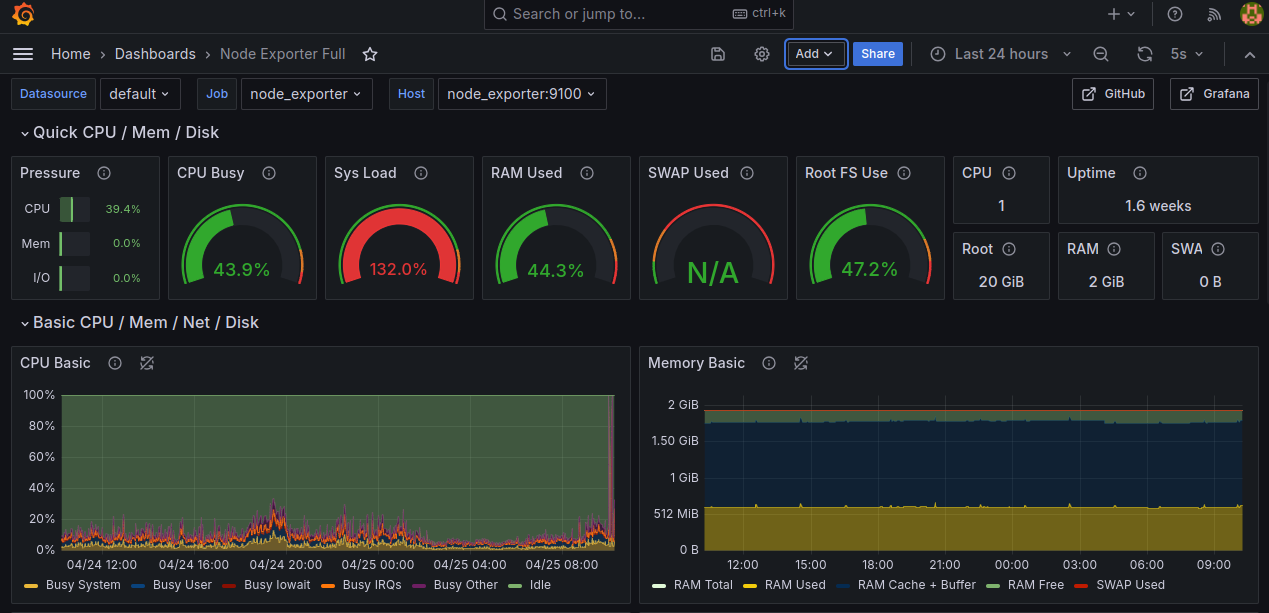 Search or jump to... ctrl+k
Home › Dashboards › Node Exporter Full Add Share Last 24 hours 5s
Datasource default Job node_exporter Host node_exporter:9100 GitHub Grafana
Quick CPU / Mem / Disk
Pressure
CPU 39.4%
Mem 0.0%
I/O 0.0%
CPU Busy
43.9%
Sys Load
132.0%
RAM Used
44.3%
SWAP Used
N/A
Root FS Use
47.2%
CPU
1
Uptime
1.6 weeks
Root
20 GiB
RAM
2 GiB
SWA
0 B
Basic CPU / Mem / Net / Disk
CPU Basic
100%
80%
60%
40%
20%
0%
04/24 12:00 04/24 16:00 04/24 20:00 04/25 00:00 04/25 04:00 04/25 08:00
Busy System Busy User Busy Iowait Busy IRQs Busy Other Idle
Memory Basic
2 GiB
1.50 GiB
1 GiB
512 MiB
0 B
12:00 15:00 18:00 21:00 00:00 03:00 06:00 09:00
RAM Total RAM Used RAM Cache + Buffer RAM Free SWAP Used